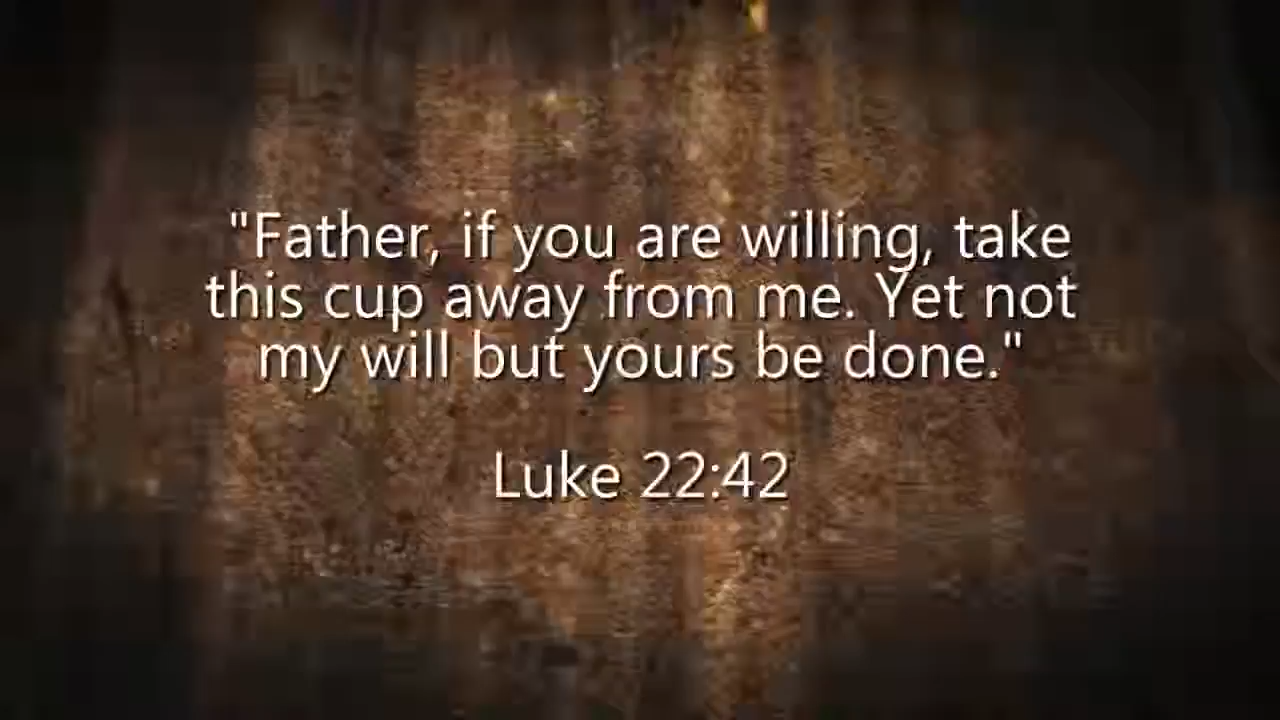 "Father, if you are willing, take
this cup away from me. Yet not
my will but yours be done."
Luke 22:42